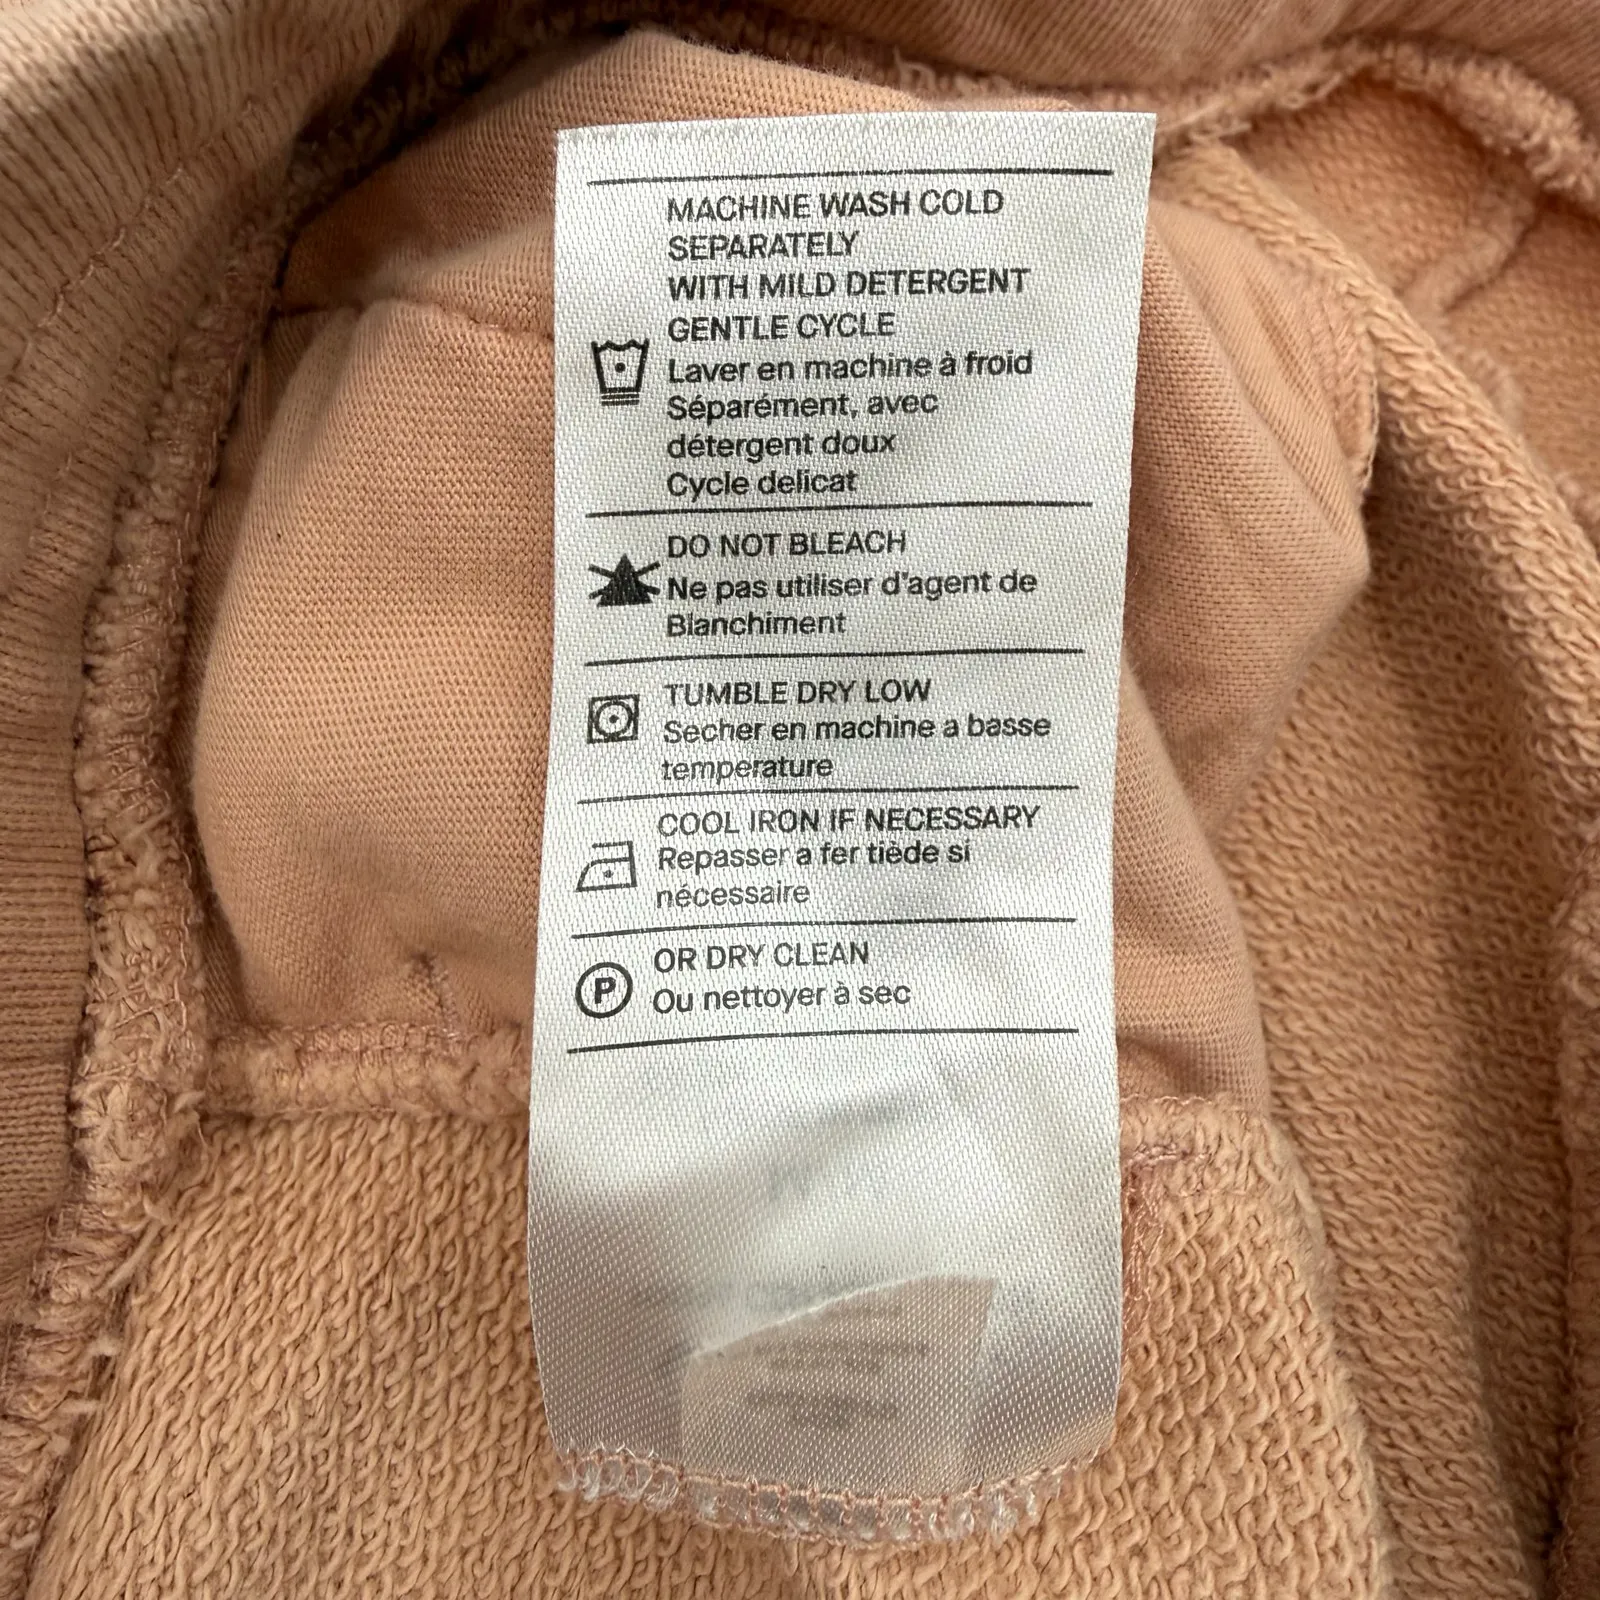 MACHINE WASH COLD
SEPARATELY
WITH MILD DETERGENT
GENTLE CYCLE
Laver en machine à froid
Séparément, avec
détergent doux
Cycle delicat
DO NOT BLEACH
Ne pas utiliser d'agent de
Blanchiment
TUMBLE DRY LOW
Secher en machine a basse
temperature
COOL IRON IF NECESSARY
Repasser a fer tiède si
nécessaire
OR DRY CLEAN
P
Ou nettoyer à sec